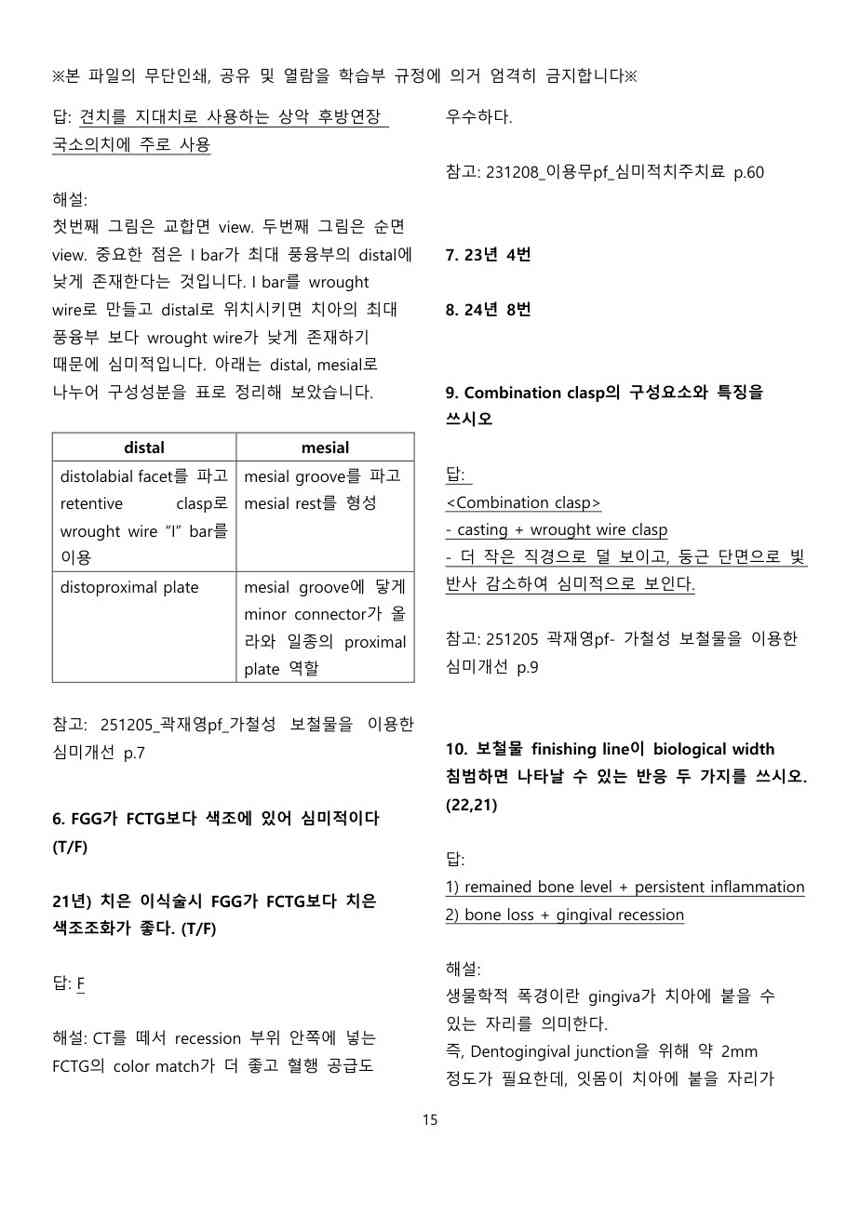 ※본 파일의 무단인쇄, 공유 및 열람을 학습부 규정에 의거 엄격히 금지합니다※
답: 견치를 지대치로 사용하는 상악 후방연장
국소의치에 주로 사용
해설:
첫번째 그림은 교합면 view. 두번째 그림은 순면
view. 중요한 점은 I bar가 최대 풍융부의 distal에
낮게 존재한다는 것입니다. I bar를 wrought
wire로 만들고 distal로 위치시키면 치아의 최대
풍융부 보다 wrought wire가 낮게 존재하기
때문에 심미적입니다. 아래는 distal, mesial로
나누어 구성성분을 표로 정리해 보았습니다.
distal mesial
distolabial facet를 파고
retentive clasp로
wrought wire “I” bar를
이용
mesial groove를 파고
mesial rest를 형성
distoproximal plate
mesial groove에 닿게
minor connector가 올
라와 일종의 proximal
plate 역할
참고: 251205_곽재영pf_가철성 보철물을 이용한
심미개선 p.7
6. FGG가 FCTG보다 색조에 있어 심미적이다
(T/F)
21년) 치은 이식술시 FGG가 FCTG보다 치은
색조조화가 좋다. (T/F)
답: F
해설: CT를 떼서 recession 부위 안쪽에 넣는
FCTG의 color match가 더 좋고 혈행 공급도
우수하다.
참고: 231208_이용무pf_심미적치주치료 p.60
7. 23년 4번
8. 24년 8번
9. Combination clasp의 구성요소와 특징을
쓰시오
답:
<Combination clasp>
- casting + wrought wire clasp
- 더 작은 직경으로 덜 보이고, 둥근 단면으로 빛
반사 감소하여 심미적으로 보인다.
참고: 251205 곽재영pf- 가철성 보철물을 이용한
심미개선 p.9
10. 보철물 finishing line이 biological width
침범하면 나타날 수 있는 반응 두 가지를 쓰시오.
(22,21)
답:
1) remained bone level + persistent inflammation
2) bone loss + gingival recession
해설:
생물학적 폭경이란 gingiva가 치아에 붙을 수
있는 자리를 의미한다.
즉, Dentogingival junction을 위해 약 2mm
정도가 필요한데, 잇몸이 치아에 붙을 자리가
15